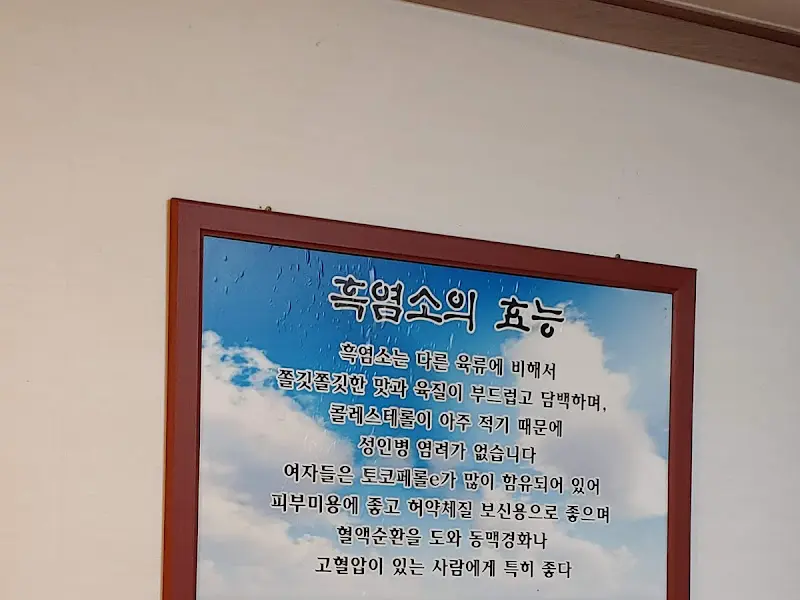 흑염소의 효능
흑염소는 다른 육류에 비해서
쫄깃쫄깃한 맛과 육질이 부드럽고 담백하며,
콜레스테롤이 아주 적기 때문에
성인병 염려가 없습니다
여자들은 토코페롤e가 많이 함유되어 있어
피부미용에 좋고 허약체질 보신용으로 좋으며
혈액순환을 도와 동맥경화나
고혈압이 있는 사람에게 특히 좋다